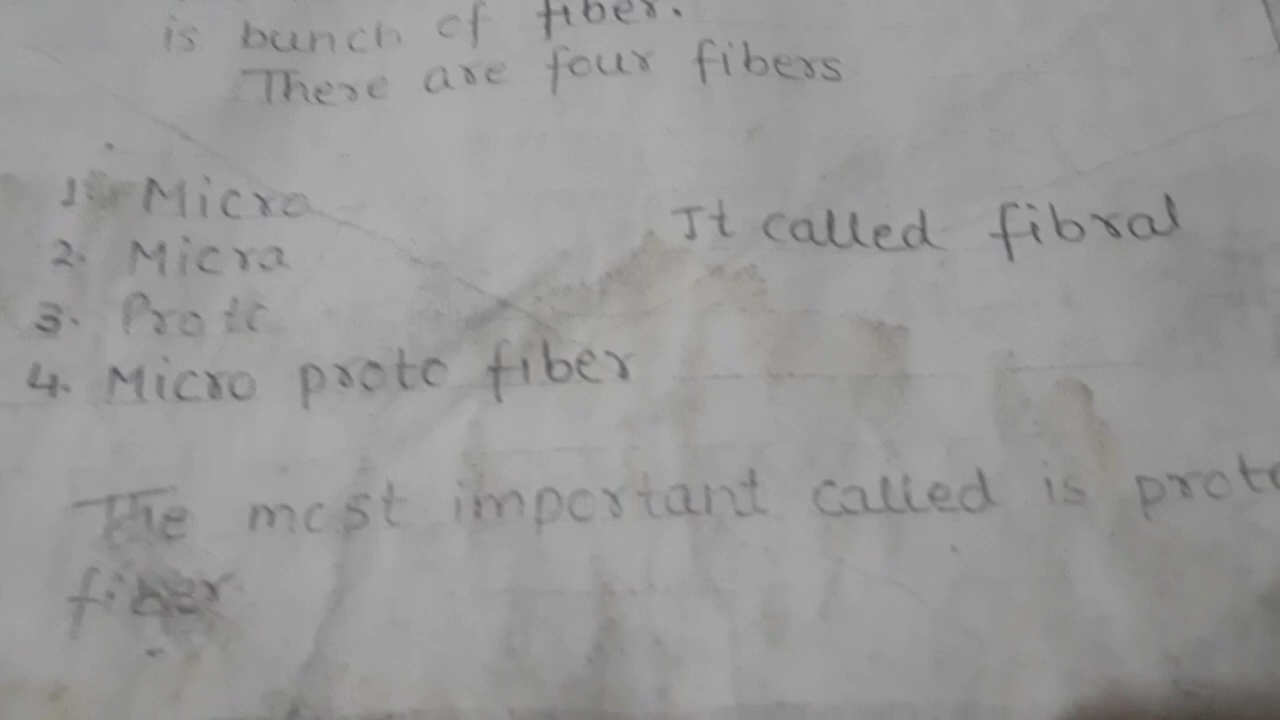 is bunch of fiber.
There are four fibers
1. Micro
2. Micra
3. Proto
It called fibral
4. Micro proto fiber
The most important called is proto
fiber